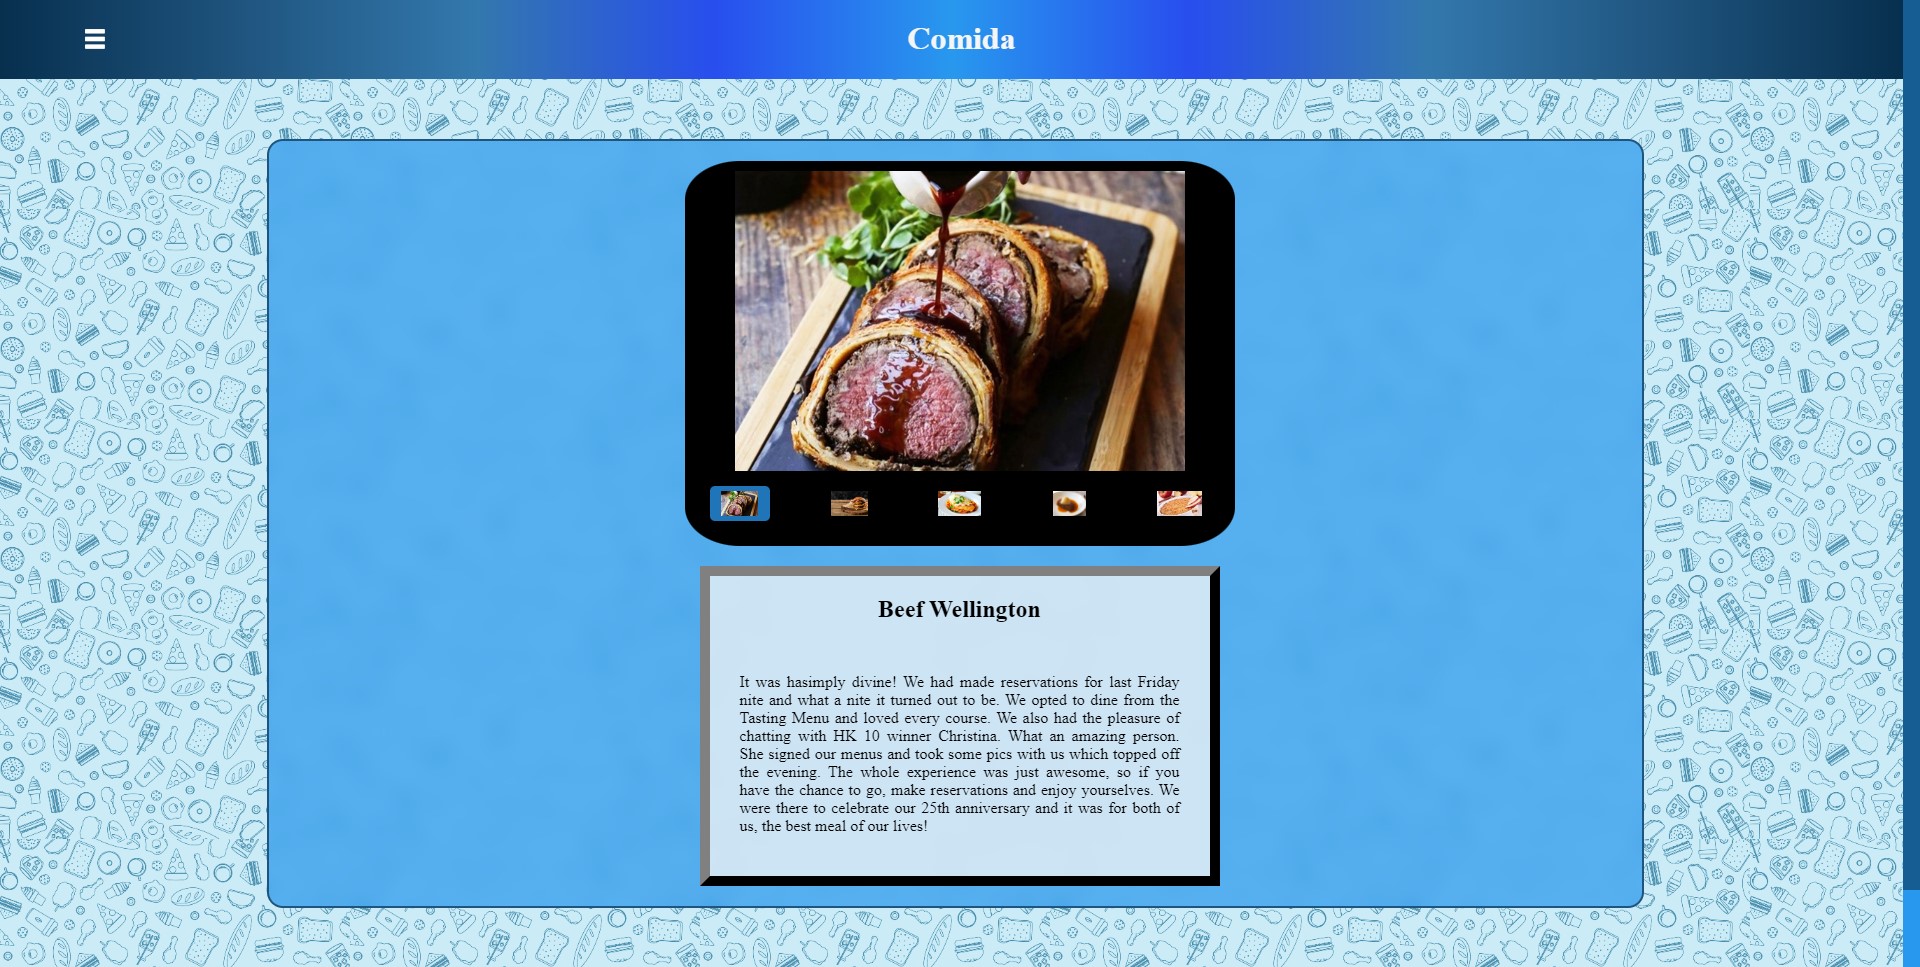 Comida
Beef Wellington
It was hasimply divine! We had made reservations for last Friday
nite and what a nite it turned out to be. We opted to dine from the
Tasting Menu and loved every course. We also had the pleasure of
chatting with HK 10 winner Christina. What an amazing person.
She signed our menus and took some pics with us which topped off
the evening. The whole experience was just awesome, so if you
have the chance to go, make reservations and enjoy yourselves. We
were there to celebrate our 25th anniversary and it was for both of
us, the best meal of our lives!